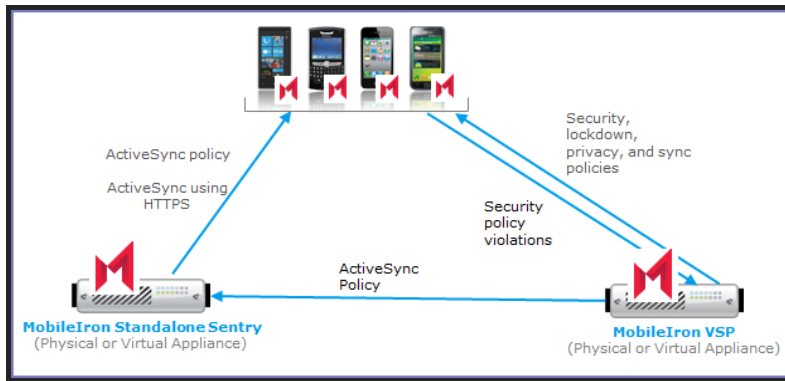 ActiveSync policy
ActiveSync using
HTTPS
Security,
lockdown,
privacy, and sync
policies
Security
policy
violations
ActiveSync
Policy
MobileIron Standalone Sentry
(Physical or Virtual Appliance)
MobileIron VSP
(Physical or Virtual Appliance)